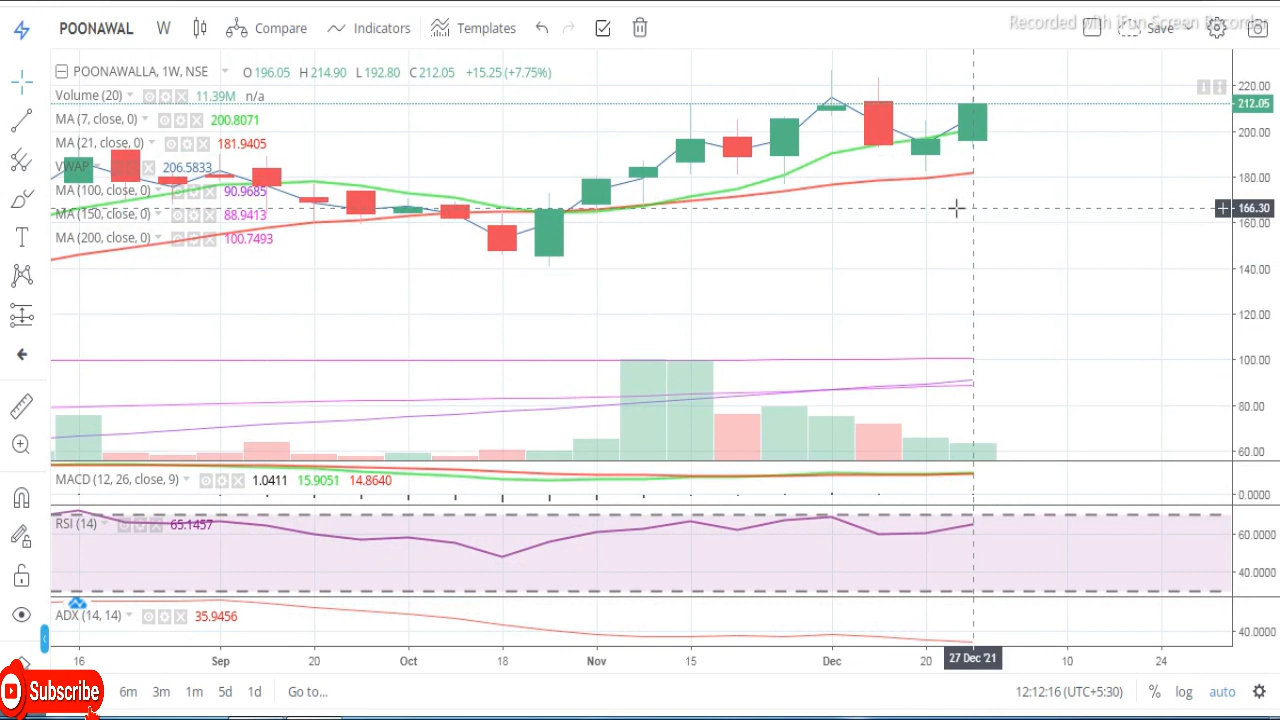 POONAWAL W Compare Indicators Templates Save
Recorded with iFun Screen Recorder
POONAWALLA, 1W, NSE O 196.05 H 214.90 L 192.80 C 212.05 +15.25 (+7.75%)
Volume (20) 11.39M n/a
MA (7, close, 0) 200.8071
MA (21, close, 0) 181.9405
VWAP 206.5833
MA (100, close, 0) 90.9685
MA (150, close, 0) 88.9413
MA (200, close, 0) 100.7493
220.00
212.05
200.00
180.00
166.30
160.00
140.00
120.00
100.00
80.00
60.00
MACD (12, 26, close, 9) 1.0411 15.9051 14.8640
0.0000
RSI (14) 65.1457
60.0000
40.0000
ADX (14, 14) 35.9456
40.0000
16 Sep 20 Oct 18 Nov 15 Dec 20 27 Dec '21 10 24
Subscribe 6m 3m 1m 5d 1d Go to... 12:12:16 (UTC+5:30) % log auto